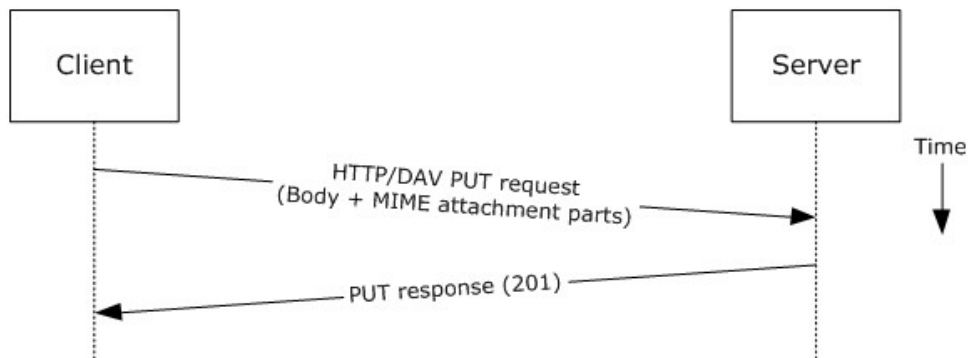 Client
Server
Time
HTTP/DAV PUT request
(Body + MIME attachment parts)
PUT response (201)